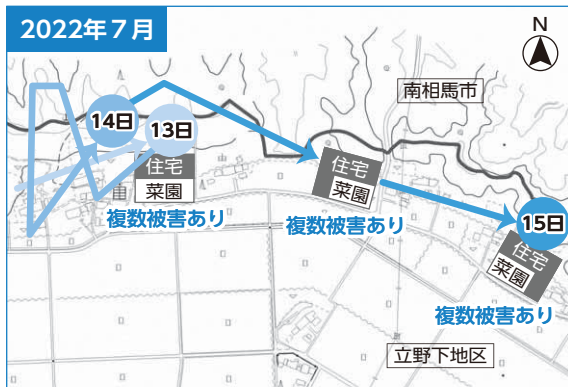 2022年7月
N
南相馬市
14日
13日
住宅
菜園
複数被害あり
住宅
菜園
複数被害あり
15日
住宅
菜園
複数被害あり
立野下地区